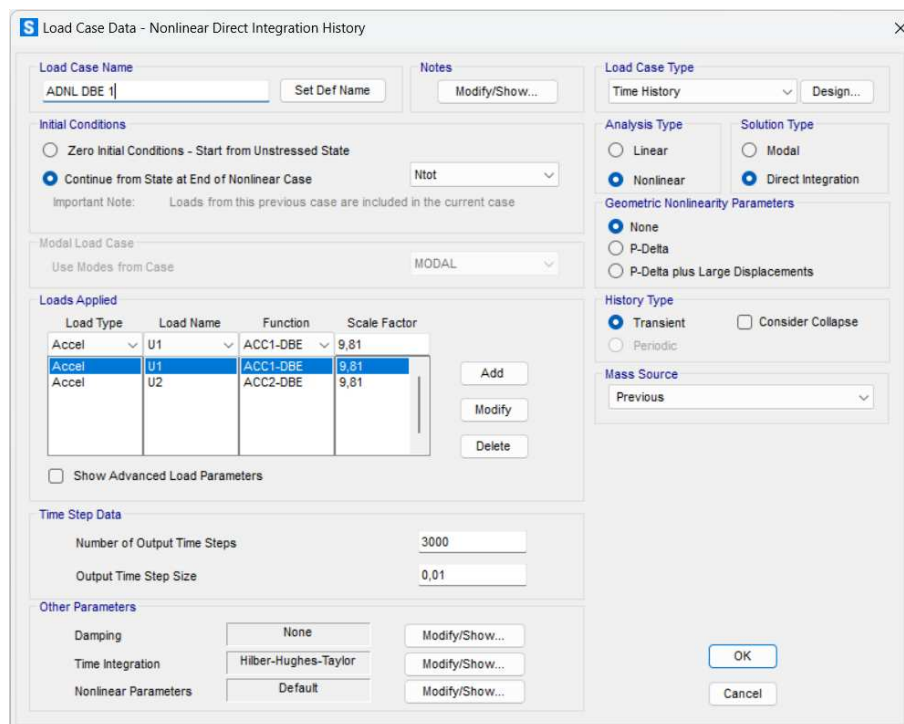 Load Case Data - Nonlinear Direct Integration History
Load Case Name
ADNL DBE 1
Set Def Name
Notes
Modify/Show...
Load Case Type
Time History
Design...
Initial Conditions
Zero Initial Conditions - Start from Unstressed State
Continue from State at End of Nonlinear Case
Ntot
Important Note: Loads from this previous case are included in the current case
Analysis Type
Linear
Nonlinear
Solution Type
Modal
Direct Integration
Geometric Nonlinearity Parameters
None
P-Delta
P-Delta plus Large Displacements
Modal Load Case
Use Modes from Case
MODAL
Loads Applied
Load Type Load Name Function Scale Factor
Accel U1 ACC1-DBE 9,81
Accel U1 ACC1-DBE 9,81
Accel U2 ACC2-DBE 9,81
Add
Modify
Delete
Show Advanced Load Parameters
History Type
Transient
Consider Collapse
Periodic
Mass Source
Previous
Time Step Data
Number of Output Time Steps 3000
Output Time Step Size 0,01
Other Parameters
Damping None Modify/Show...
Time Integration Hilber-Hughes-Taylor Modify/Show...
Nonlinear Parameters Default Modify/Show...
OK
Cancel